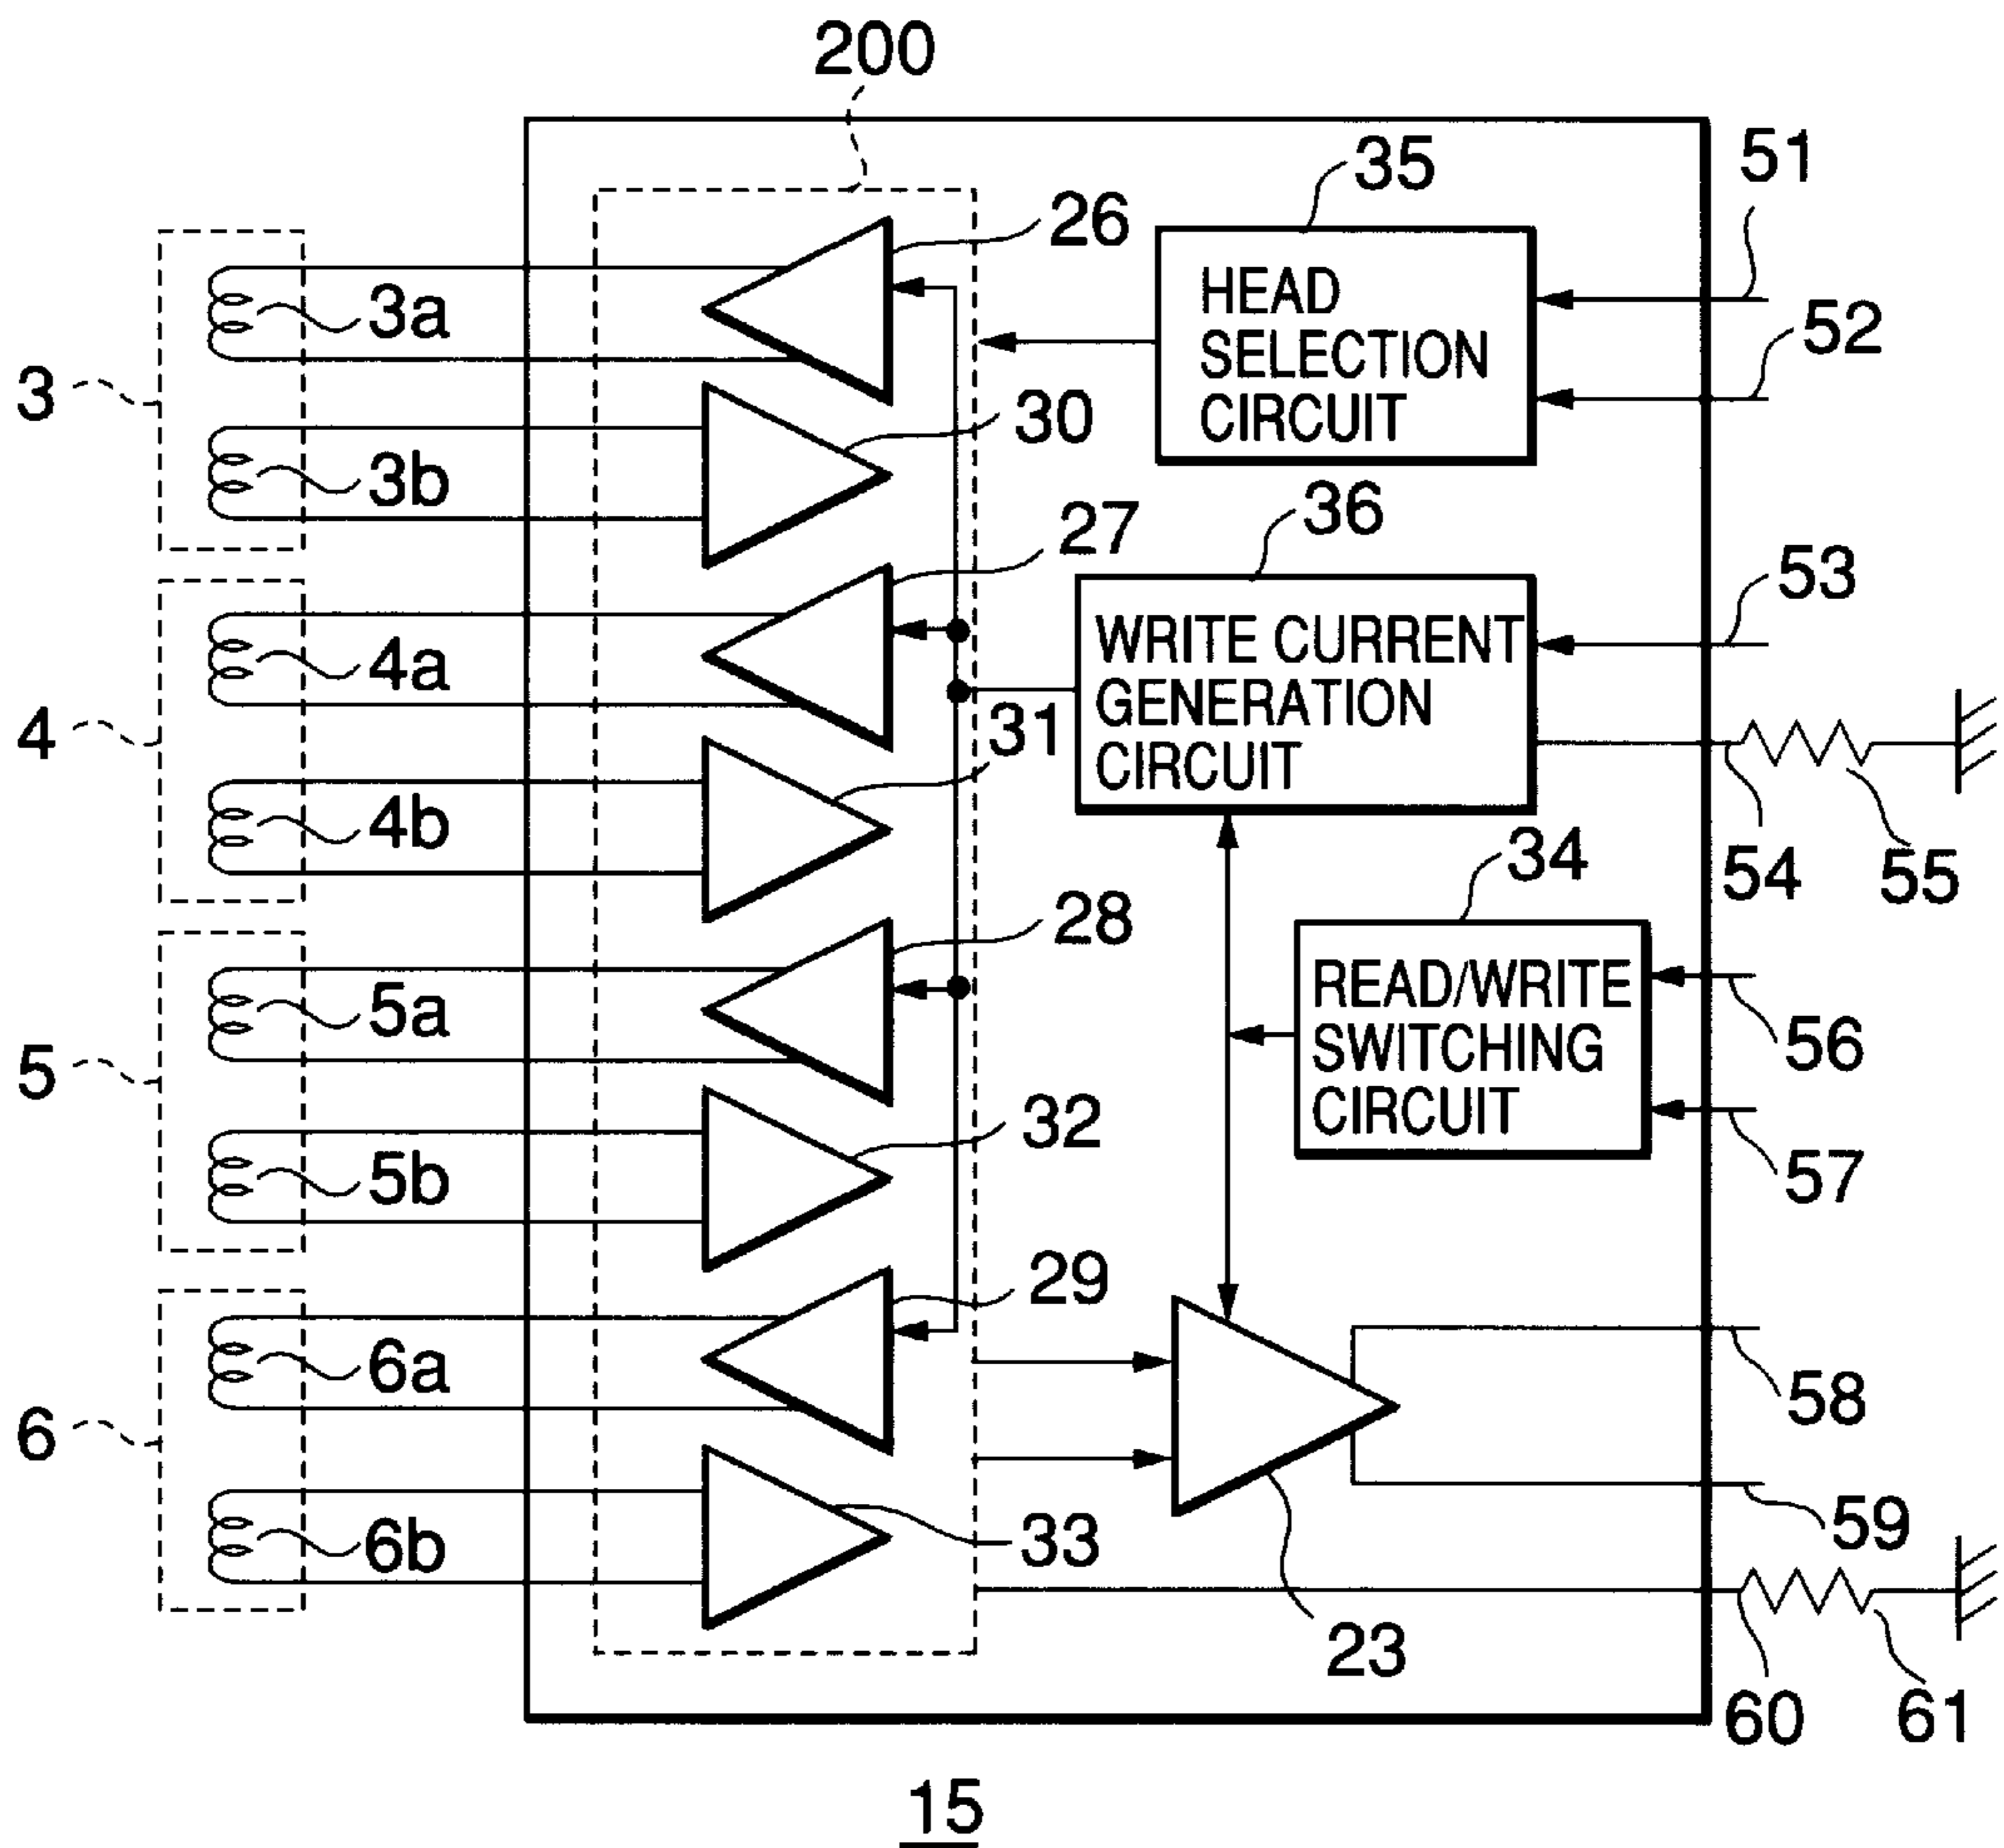 200
35
51
26
HEAD
SELECTION
CIRCUIT
52
3a
3
30
3b
36
27
53
WRITE CURRENT
GENERATION
CIRCUIT
4a
31
4
4b
34
54
55
28
READ/WRITE
SWITCHING
CIRCUIT
5a
56
5
32
5b
57
29
6a
58
6
6b
33
59
23
60
61
15